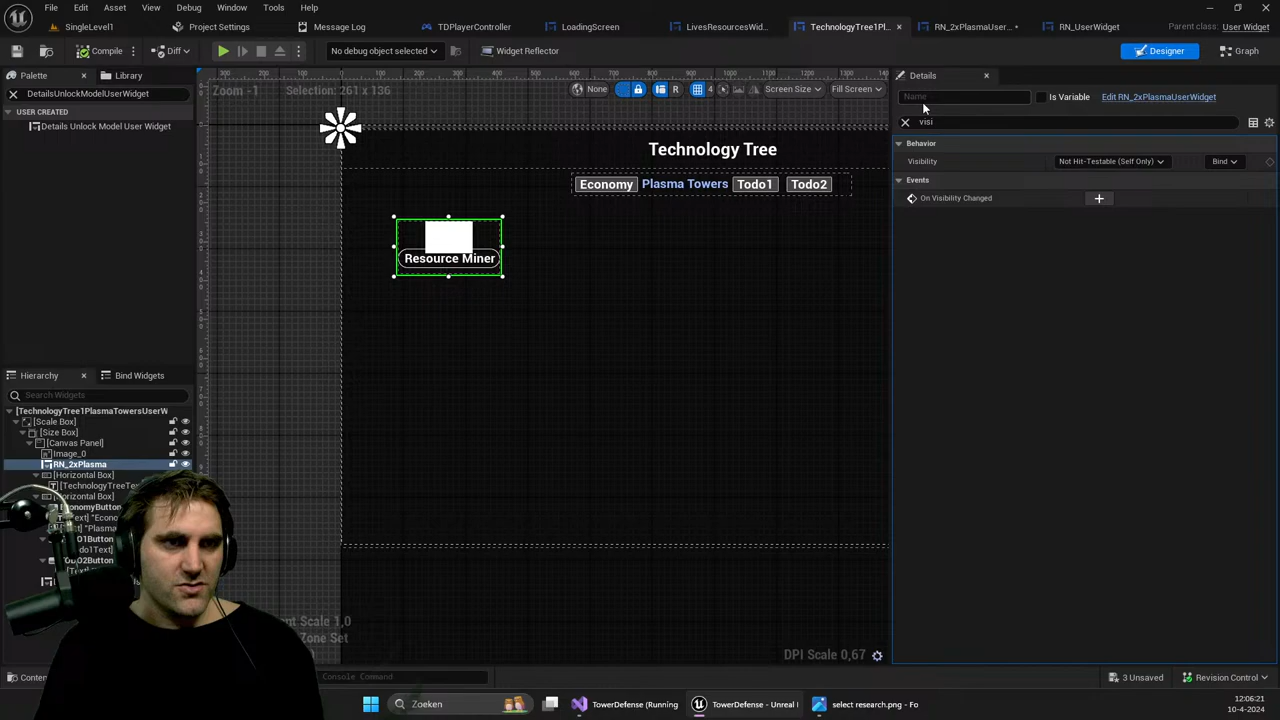 File Edit Asset View Debug Window Tools Help
SingleLevel1 Project Settings Message Log TDPlayerController LoadingScreen LivesResourcesWid... TechnologyTree1Pl... RN_2xPlasmaUser... • RN_UserWidget Parent class: User Widget
Compile Diff No debug object selected Widget Reflector Designer Graph
Palette Library
DetailsUnlockModelUserWidget
USER CREATED
Details Unlock Model User Widget
Zoom -1 Selection: 261 x 136
None 4 R Screen Size Fill Screen
Technology Tree
Economy Plasma Towers Todo1 Todo2
Resource Miner
DPI Scale 0,67
Details
Name Is Variable Edit RN_2xPlasmaUserWidget
visi
Behavior
Visibility Not Hit-Testable (Self Only) Bind
Events
On Visibility Changed
Hierarchy Bind Widgets
Search Widgets
[TechnologyTree1PlasmaTowersUserW
[Scale Box]
[Size Box]
[Canvas Panel]
Image_0
RN_2xPlasma
[Horizontal Box]
[TechnologyTreeTe
[Horizontal Box]
EconomyButton
Console Command
3 Unsaved Revision Control
Zoeken TowerDefense (Running TowerDefense - Unreal select research.png - Fo
12:06:21
10-4-2024